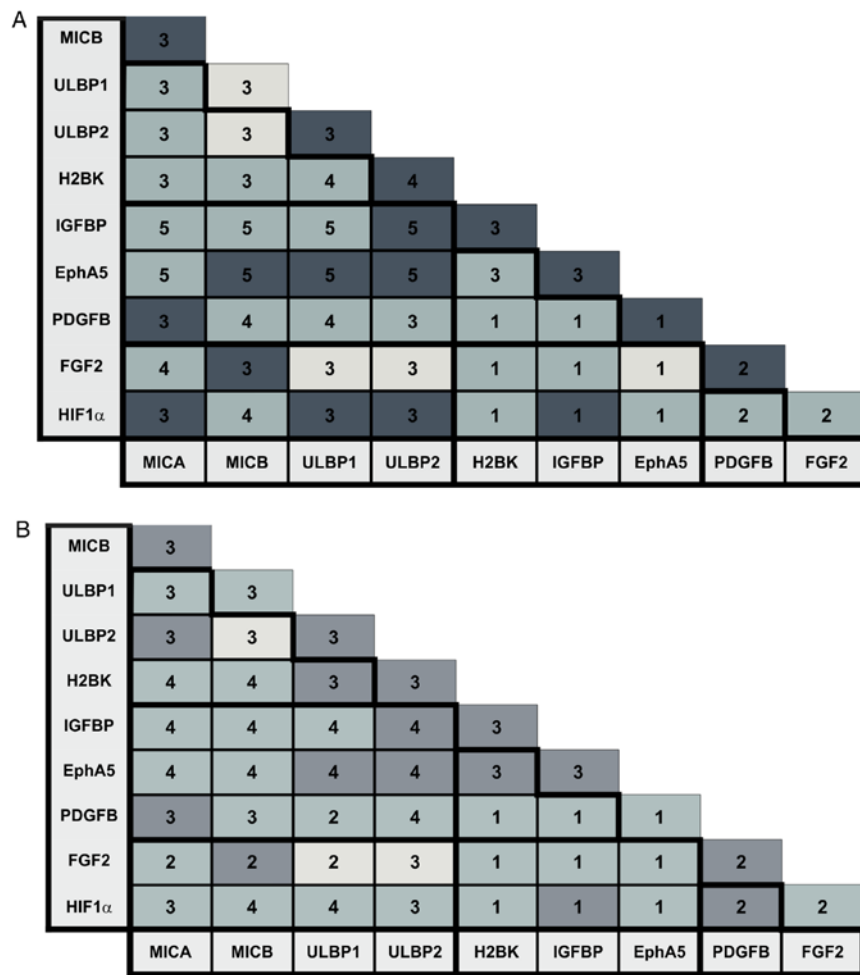 A
MICB 3
ULBP1 3 3
ULBP2 3 3 3
H2BK 3 3 4 4
IGFBP 5 5 5 5 3
EphA5 5 5 5 5 3 3
PDGFB 3 4 4 3 1 1 1
FGF2 4 3 3 3 1 1 1 2
HIF1α 3 4 3 3 1 1 1 2 2
MICA MICB ULBP1 ULBP2 H2BK IGFBP EphA5 PDGFB FGF2
B
MICB 3
ULBP1 3 3
ULBP2 3 3 3
H2BK 4 4 3 3
IGFBP 4 4 4 4 3
EphA5 4 4 4 4 3 3
PDGFB 3 3 2 4 1 1 1
FGF2 2 2 2 3 1 1 1 2
HIF1α 3 4 4 3 1 1 1 2 2
MICA MICB ULBP1 ULBP2 H2BK IGFBP EphA5 PDGFB FGF2